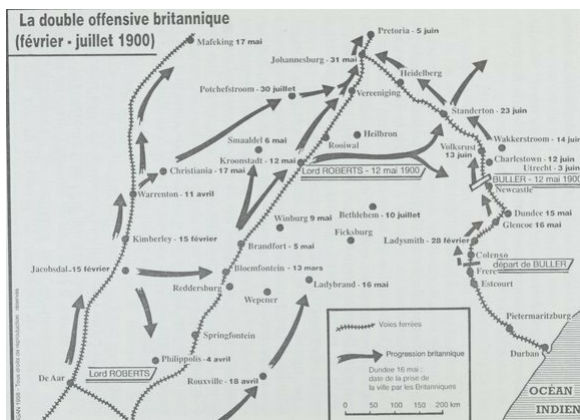 La double offensive britannique
(février - juillet 1900)
Mafeking 17 mai
Pretoria - 5 juin
Johannesburg -
31 mai
Heidelberg
Potchefstroom - 30 juillet
Vereeniging
Standerton - 23 juin
Smaaldel 6 mai
Rooiwal
Heilbron
Volksrust
13 juin
Wakkerstroom - 14 juin
Charlestown - 12 juin
Utrecht - 3 juin
Kroonstadt - 12 mai
Christiania - 17 mai
Lord ROBERTS - 12 mai 1900
BULLER - 12 mai 1900
Newcastle
Warrenton - 11 avril
Bethlehem - 10 juillet
Winburg 9 mai
Ficksburg
Dundee 15 mai
Glencoe 16 mai
Kimberley - 15 février
Brandfort - 5 mai
Ladysmith - 28 février
Colenso
départ de BULLER
Frere
Estcourt
Jacobsdal - 15 février
Bloemfontein - 13 mars
Reddersburg
Wepener
Ladybrand - 16 mai
Pietermaritzburg
Durban
Springfontein
Philippolis - 4 avril
Lord ROBERTS
De Aar
Rouxville - 18 avril
Voies ferrées
Progression britannique
Dundee 16 mai :
date de la prise de
la ville par les Britanniques
0 50 100 150 200 km
OCÉAN
INDIEN
1998 - Tous droits de reproduction réservés